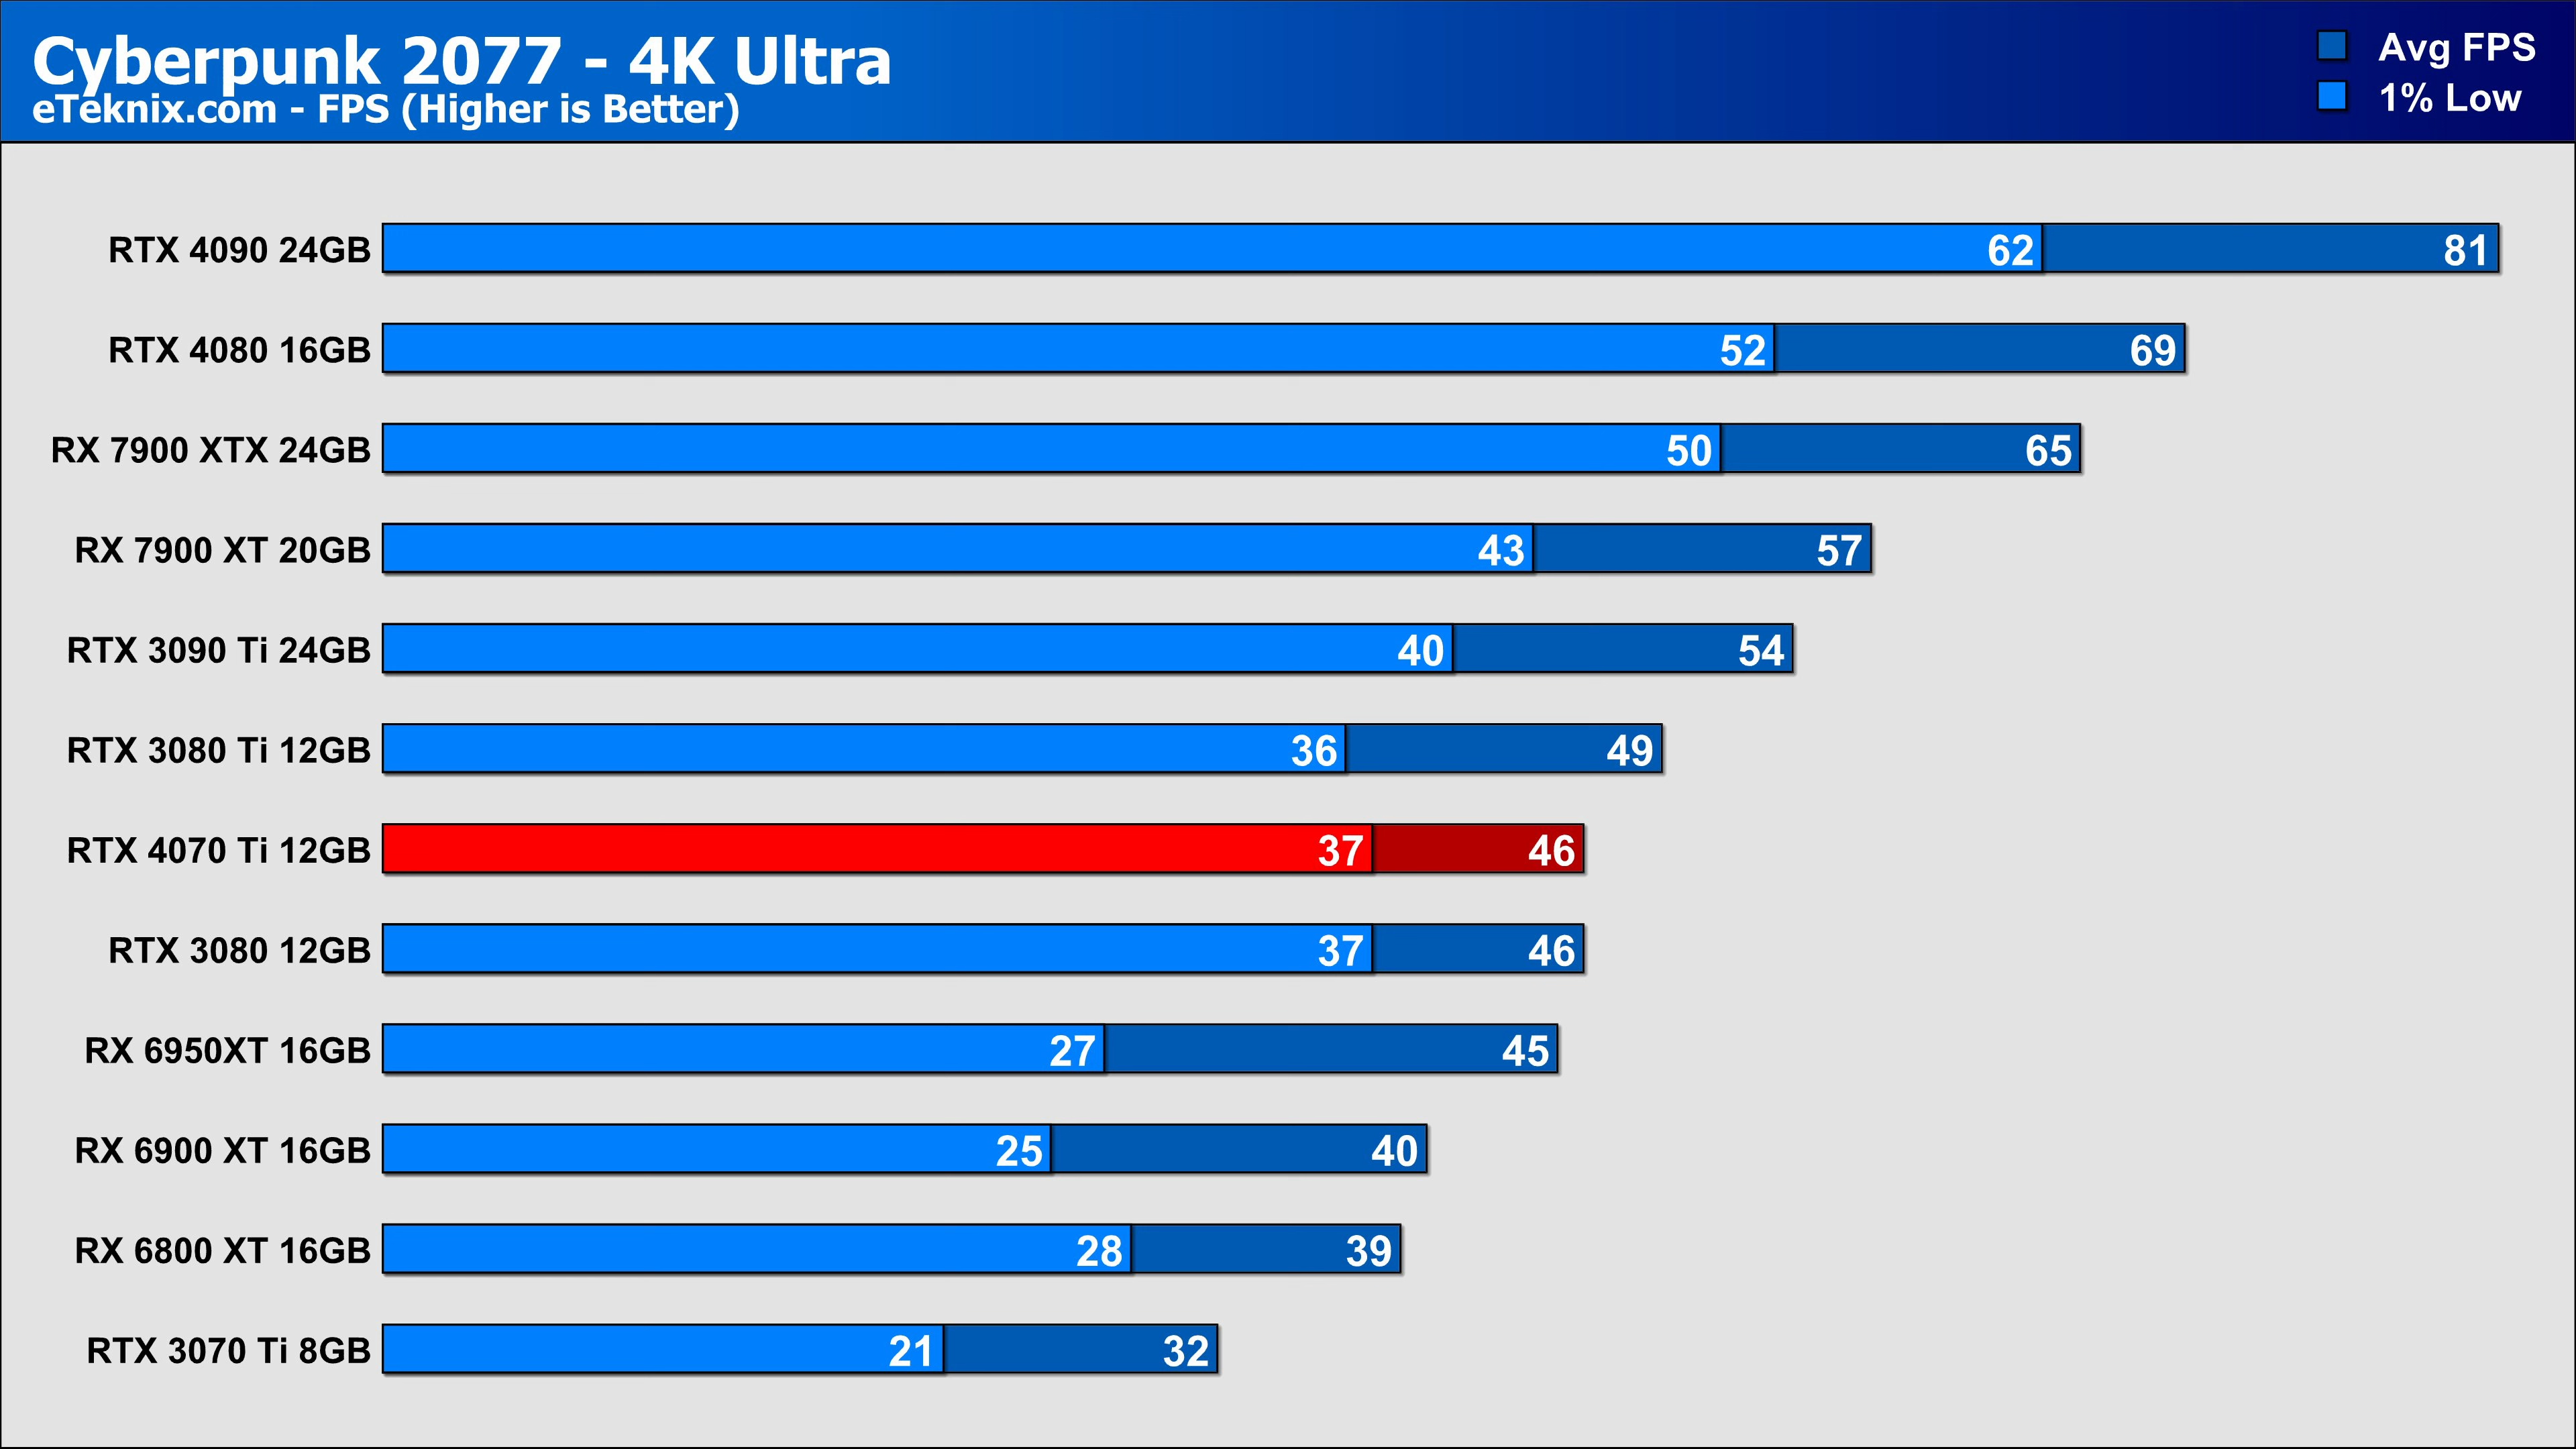 Cyberpunk 2077 - 4K Ultra
eTeknix.com - FPS (Higher is Better)
Avg FPS
1% Low
RTX 4090 24GB 62 81
RTX 4080 16GB 52 69
RX 7900 XTX 24GB 50 65
RX 7900 XT 20GB 43 57
RTX 3090 Ti 24GB 40 54
RTX 3080 Ti 12GB 36 49
RTX 4070 Ti 12GB 37 46
RTX 3080 12GB 37 46
RX 6950XT 16GB 27 45
RX 6900 XT 16GB 25 40
RX 6800 XT 16GB 28 39
RTX 3070 Ti 8GB 21 32